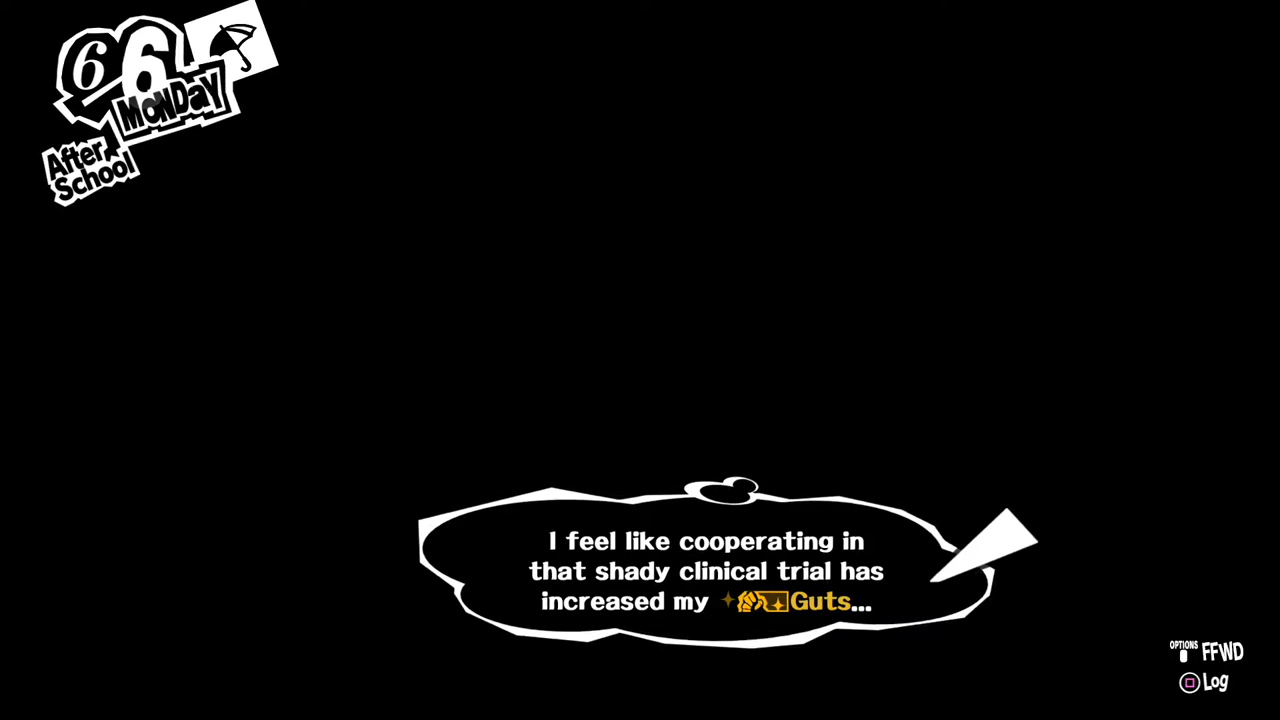 6 6
MONDAY
After
School
I feel like cooperating in
that shady clinical trial has
increased my Guts...
OPTIONS FFWD
Log